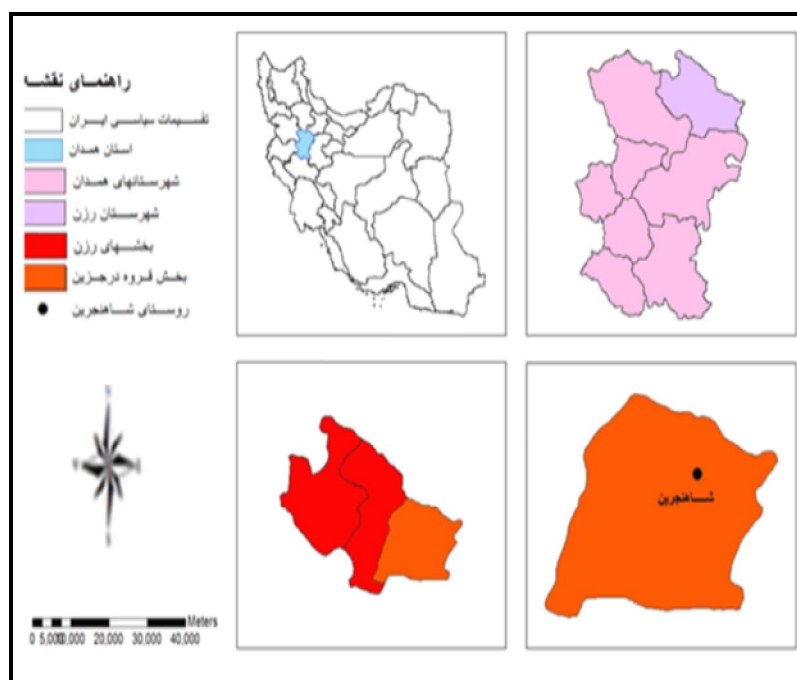 راهنمای نقشه
تقسیمات سیاسی ایران
استان همدان
شهرستانهای همدان
شهرستان رزن
بخشهای رزن
بخش قروه درجزین
روستای شاهنجرین
شاهنجرین
Meters
0 5,000 10,000 20,000 30,000 40,000